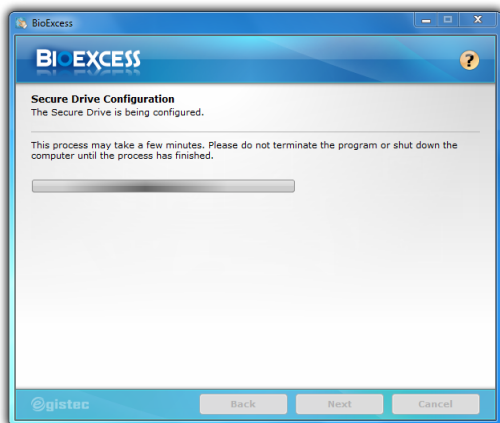 BioExcess
BIOEXCESS
?
Secure Drive Configuration
The Secure Drive is being configured.
This process may take a few minutes. Please do not terminate the program or shut down the
computer until the process has finished.
Egistec
Back Next Cancel